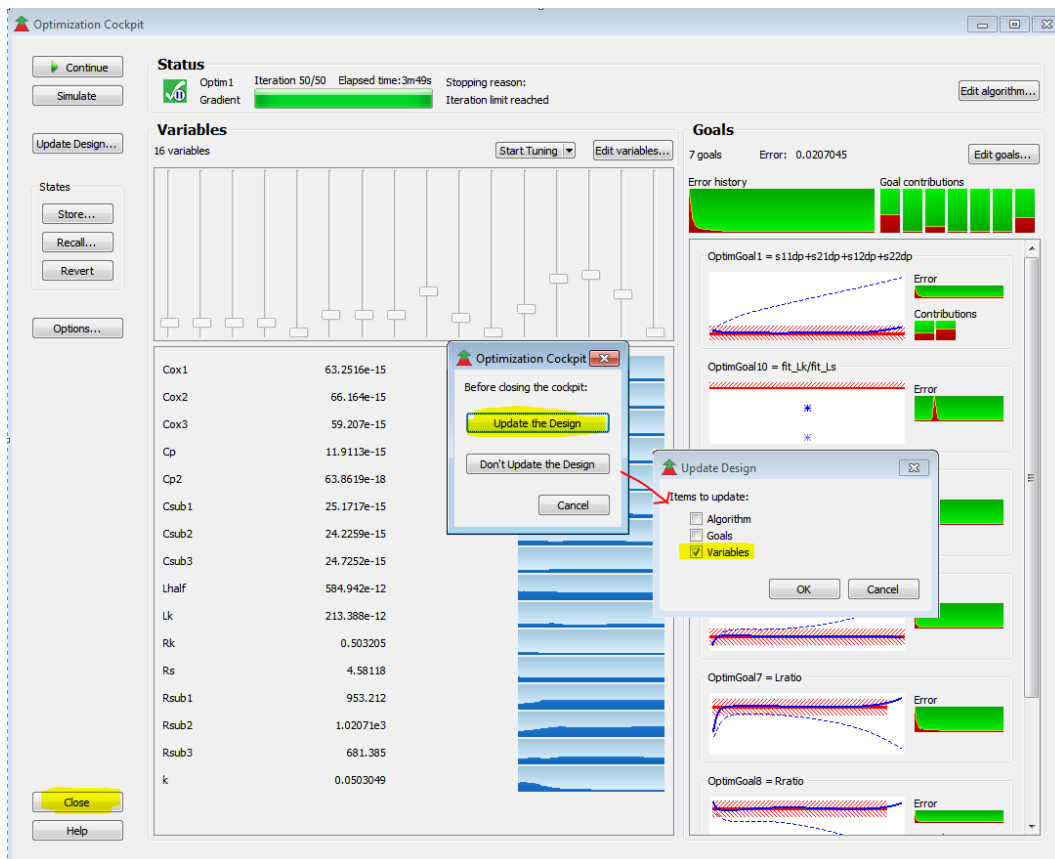 Optimization Cockpit
Continue
Simulate
Update Design...
States
Store...
Recall...
Revert
Options...
Close
Help
Status
Optim1
Gradient
Iteration 50/50 Elapsed time:3m49s
Stopping reason:
Iteration limit reached
Edit algorithm...
Variables
16 variables
Start Tuning
Edit variables...
Cox1 63.2516e-15
Cox2 66.164e-15
Cox3 59.207e-15
Cp 11.9113e-15
Cp2 63.8619e-18
Csub1 25.1717e-15
Csub2 24.2259e-15
Csub3 24.7252e-15
Lhalf 584.942e-12
Lk 213.388e-12
Rk 0.503205
Rs 4.58118
Rsub1 953.212
Rsub2 1.02071e3
Rsub3 681.385
k 0.0503049
Goals
7 goals Error: 0.0207045
Edit goals...
Error history
Goal contributions
OptimGoal1 = s11dp+s21dp+s12dp+s22dp
Error
Contributions
OptimGoal10 = fit_Lk/fit_Ls
Error
OptimGoal7 = Lratio
Error
OptimGoal8 = Rratio
Error
Optimization Cockpit
Before closing the cockpit:
Update the Design
Don't Update the Design
Cancel
Update Design
Items to update:
Algorithm
Goals
Variables
OK
Cancel